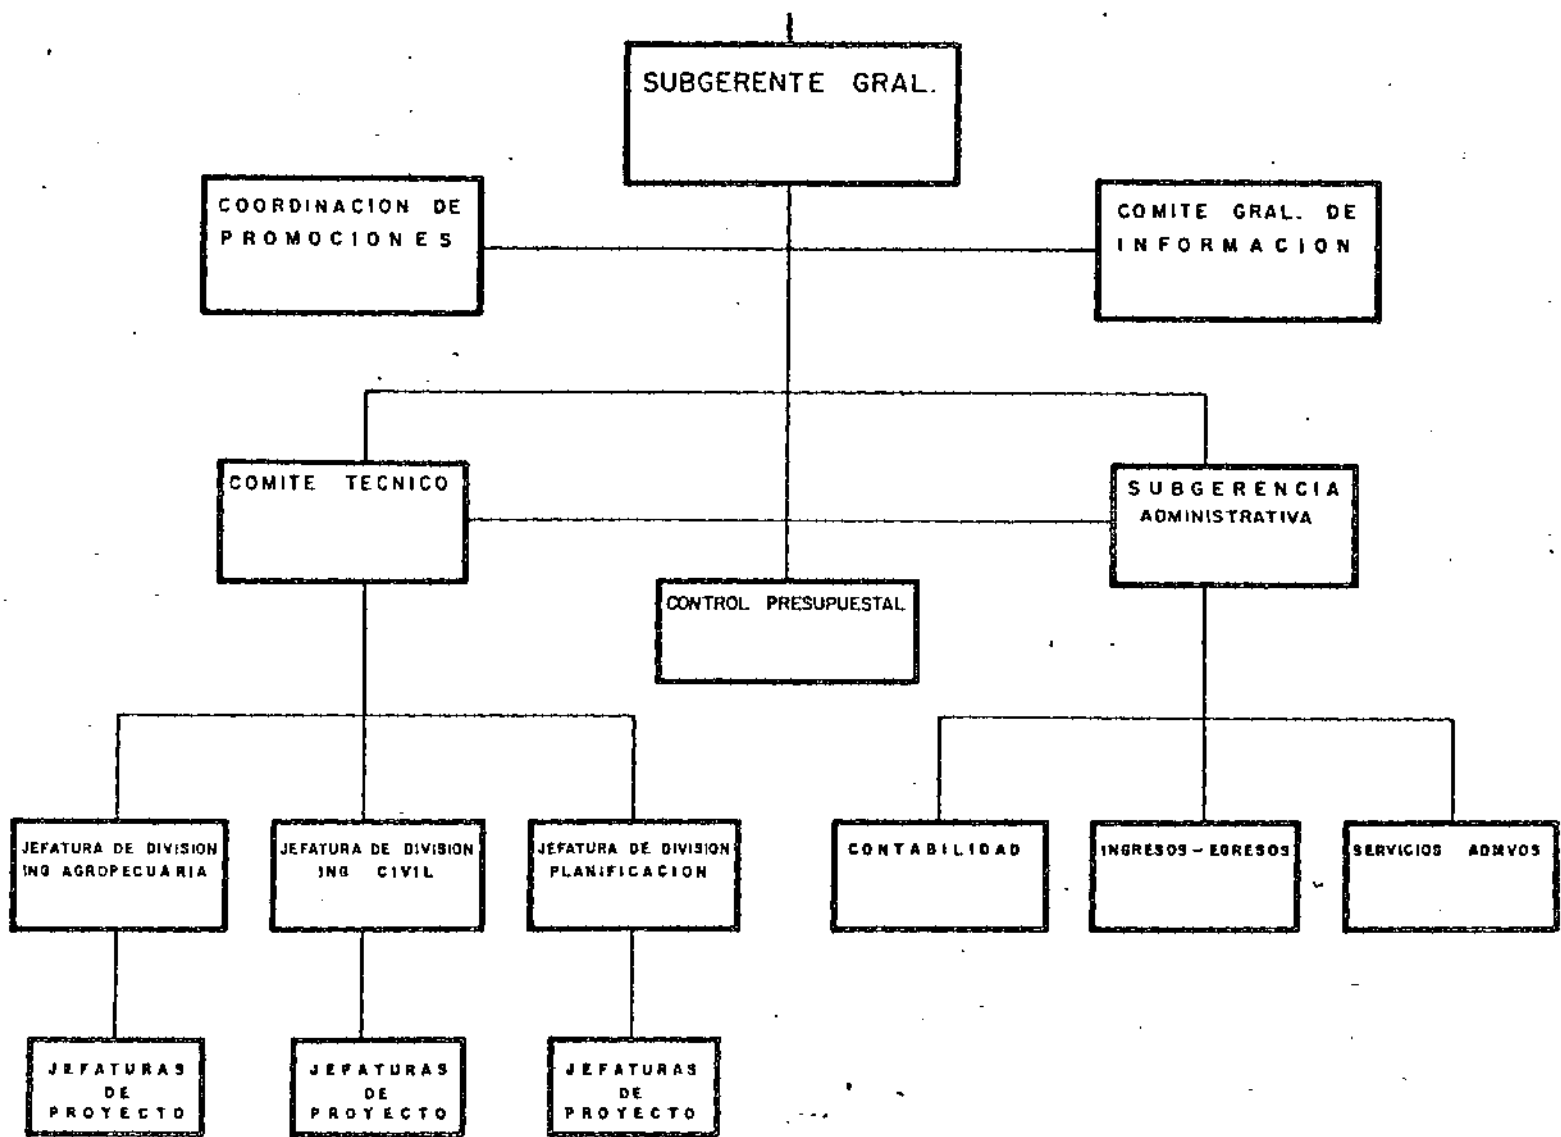 SUBGERENTE GRAL.
COORDINACION DE
PROMOCIONES
COMITE GRAL. DE
INFORMACION
COMITE TECNICO
SUBGERENCIA
ADMINISTRATIVA
CONTROL PRESUPUESTAL
JEFATURA DE DIVISION
ING AGROPECUARIA
JEFATURA DE DIVISION
ING CIVIL
JEFATURA DE DIVISION
PLANIFICACION
CONTABILIDAD
INGRESOS-EGRESOS
SERVICIOS ADMVOS
JEFATURAS
DE
PROYECTO
JEFATURAS
DE
PROYECTO
JEFATURAS
DE
PROYECTO